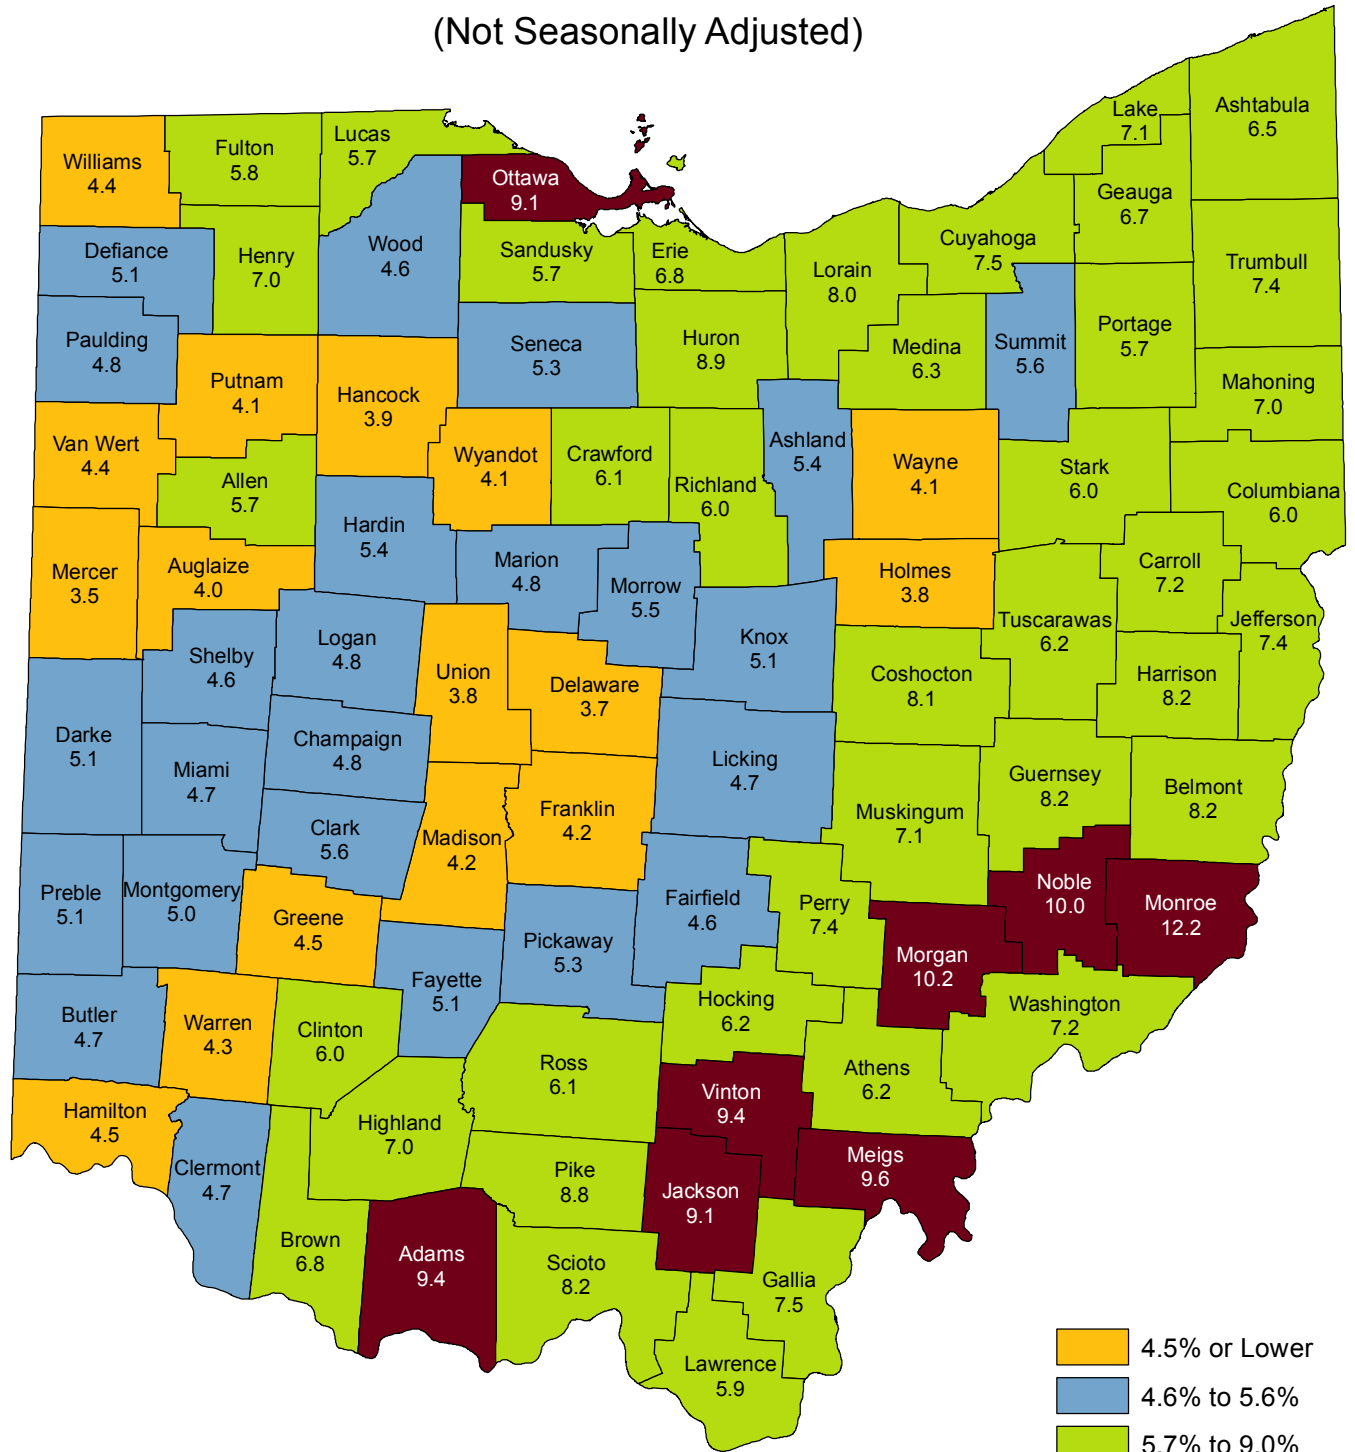 (Not Seasonally Adjusted)
Lake
7.1
Ashtabula
6.5
Williams
4.4
Fulton
5.8
Lucas
5.7
Ottawa
9.1
Geauga
6.7
Defiance
5.1
Henry
7.0
Wood
4.6
Sandusky
5.7
Erie
6.8
Lorain
8.0
Cuyahoga
7.5
Trumbull
7.4
Paulding
4.8
Seneca
5.3
Huron
8.9
Medina
6.3
Summit
5.6
Portage
5.7
Putnam
4.1
Hancock
3.9
Mahoning
7.0
Van Wert
4.4
Allen
5.7
Wyandot
4.1
Crawford
6.1
Richland
6.0
Ashland
5.4
Wayne
4.1
Stark
6.0
Columbiana
6.0
Hardin
5.4
Mercer
3.5
Auglaize
4.0
Marion
4.8
Morrow
5.5
Holmes
3.8
Carroll
7.2
Tuscarawas
6.2
Jefferson
7.4
Shelby
4.6
Logan
4.8
Union
3.8
Delaware
3.7
Knox
5.1
Coshocton
8.1
Harrison
8.2
Darke
5.1
Miami
4.7
Champaign
4.8
Licking
4.7
Guernsey
8.2
Belmont
8.2
Clark
5.6
Madison
4.2
Franklin
4.2
Muskingum
7.1
Preble
5.1
Montgomery
5.0
Greene
4.5
Fairfield
4.6
Perry
7.4
Noble
10.0
Monroe
12.2
Pickaway
5.3
Morgan
10.2
Fayette
5.1
Butler
4.7
Warren
4.3
Clinton
6.0
Hocking
6.2
Washington
7.2
Ross
6.1
Athens
6.2
Vinton
9.4
Hamilton
4.5
Highland
7.0
Clermont
4.7
Pike
8.8
Jackson
9.1
Meigs
9.6
Brown
6.8
Adams
9.4
Scioto
8.2
Gallia
7.5
Lawrence
5.9
4.5% or Lower
4.6% to 5.6%
5.7% to 9.0%